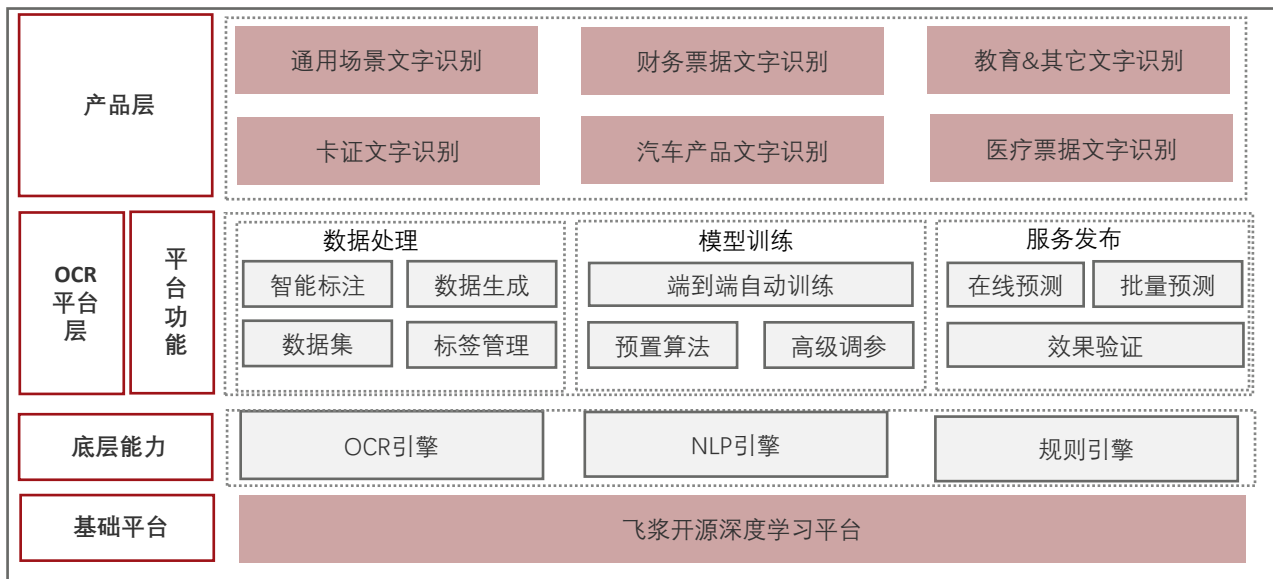 产品层
通用场景文字识别
财务票据文字识别
教育&其它文字识别
卡证文字识别
汽车产品文字识别
医疗票据文字识别
OCR
平台
层
平
台
功
能
数据处理
智能标注
数据生成
数据集
标签管理
模型训练
端到端自动训练
预置算法
高级调参
服务发布
在线预测
批量预测
效果验证
底层能力
OCR引擎
NLP引擎
规则引擎
基础平台
飞桨开源深度学习平台